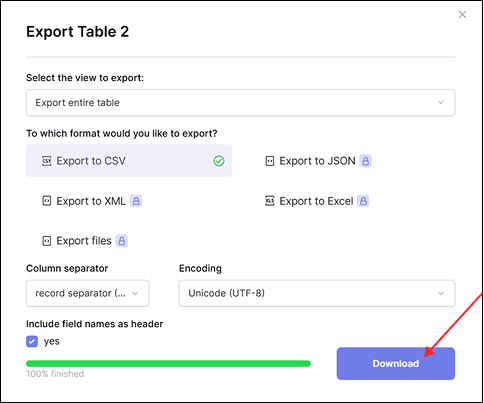 Export Table 2
Select the view to export:
Export entire table
To which format would you like to export?
Export to CSV
Export to JSON
Export to XML
Export to Excel
Export files
Column separator
Encoding
record separator (...
Unicode (UTF-8)
Include field names as header
yes
100% finished
Download